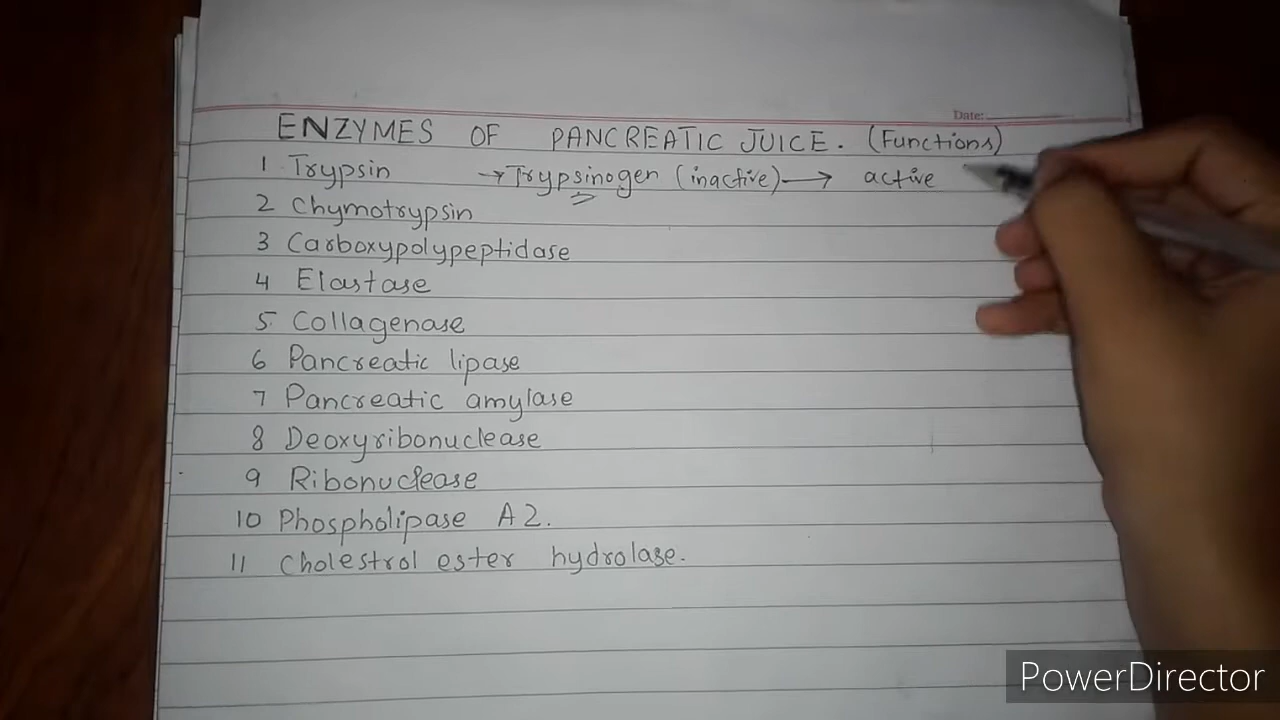 Date:
ENZYMES OF PANCREATIC JUICE. (Functions)
1 Trypsin → Trypsinogen (inactive) → active
2 Chymotrypsin
3 Carboxypolypeptidase
4 Elastase
5. Collagenase
6 Pancreatic lipase
7 Pancreatic amylase
8 Deoxyribonuclease
9 Ribonuclease
10 Phospholipase A2.
11 Cholestrol ester hydrolase.
PowerDirector